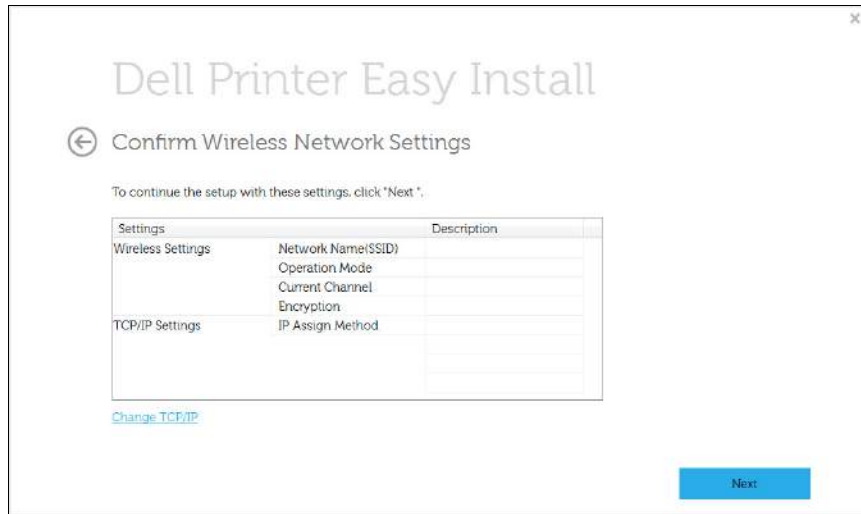 Dell Printer Easy Install
Confirm Wireless Network Settings
To continue the setup with these settings, click "Next ".
Settings Description
Wireless Settings Network Name(SSID)
Operation Mode
Current Channel
Encryption
TCP/IP Settings IP Assign Method
Change TCP/IP
Next